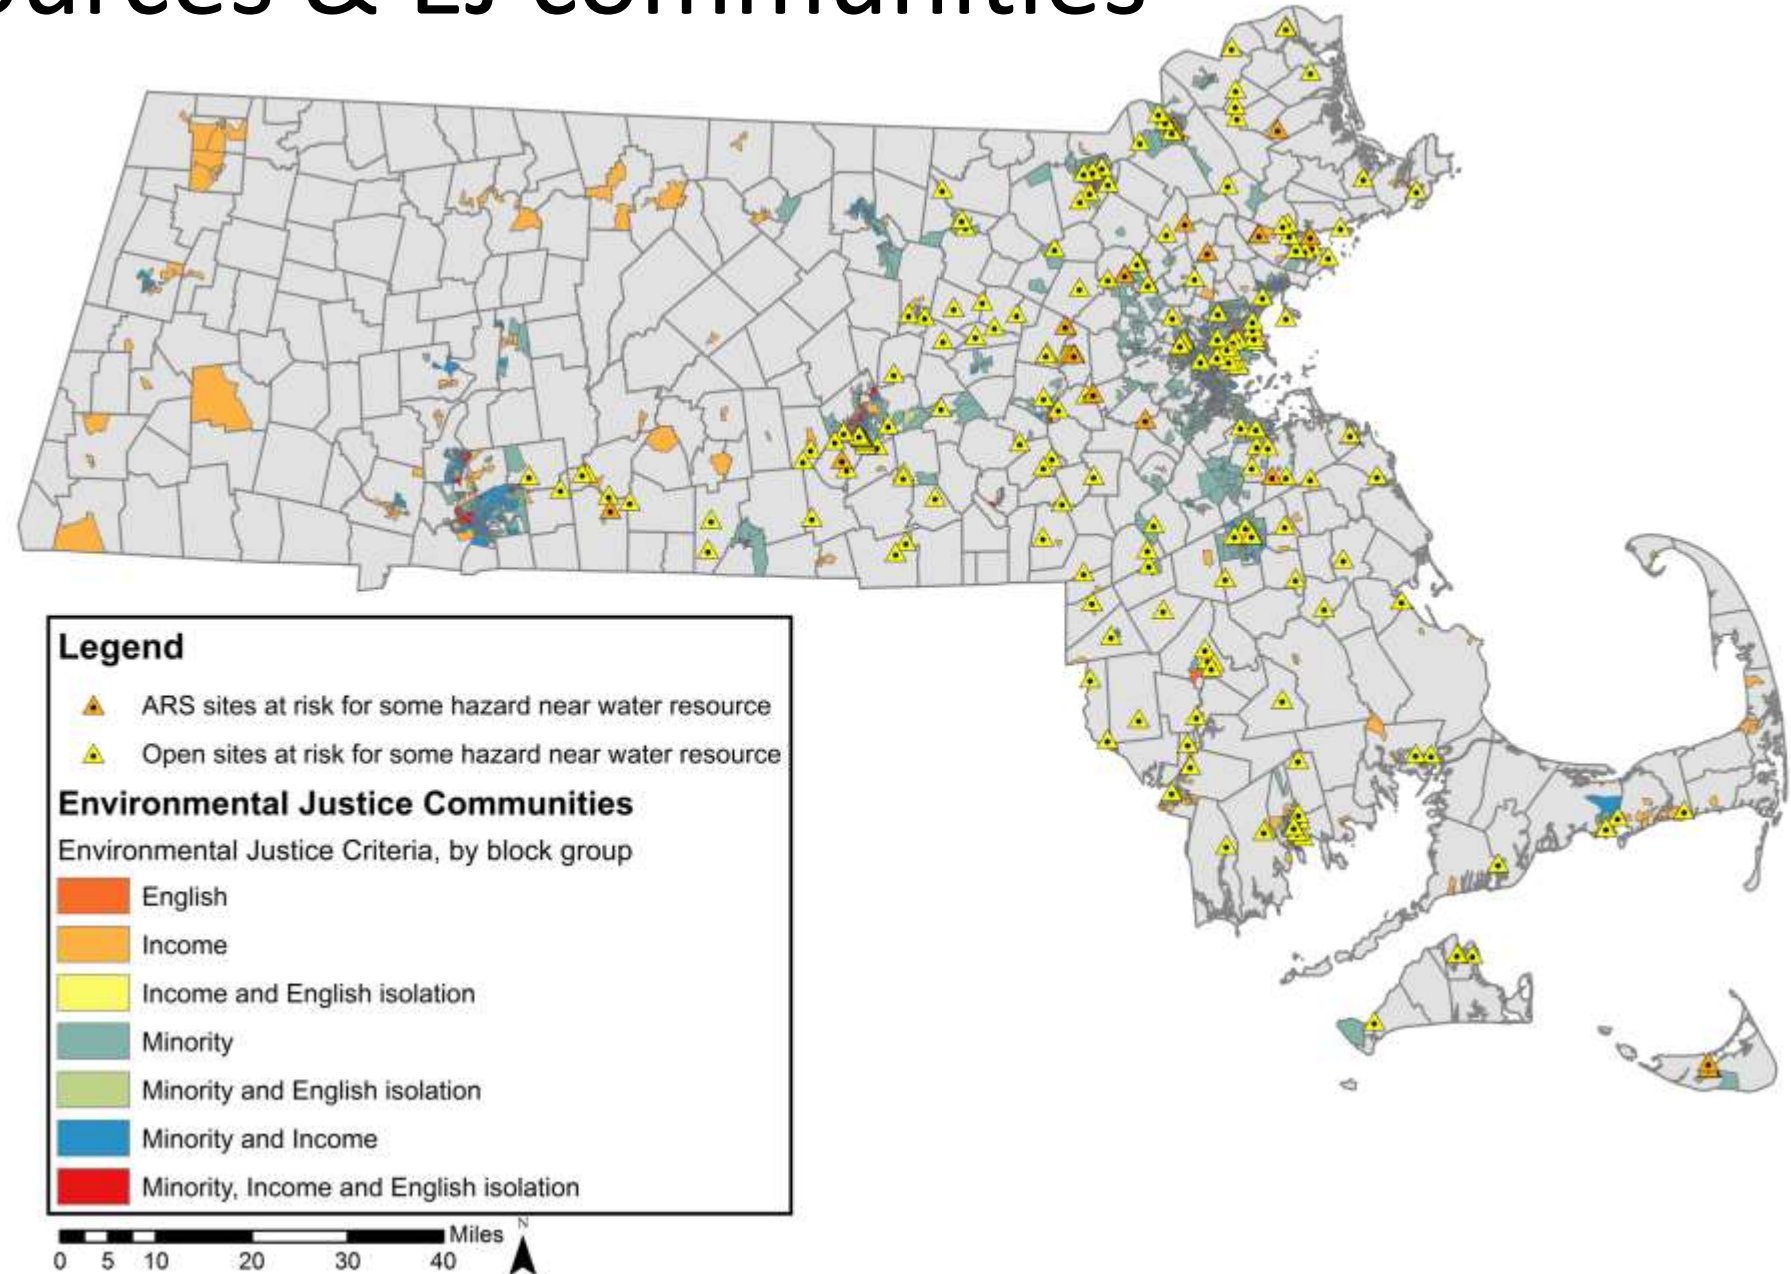 & EJ communities
Legend
ARS sites at risk for some hazard near water resource
Open sites at risk for some hazard near water resource
Environmental Justice Communities
Environmental Justice Criteria, by block group
English
Income
Income and English isolation
Minority
Minority and English isolation
Minority and Income
Minority, Income and English isolation
Miles
N
0 5 10 20 30 40